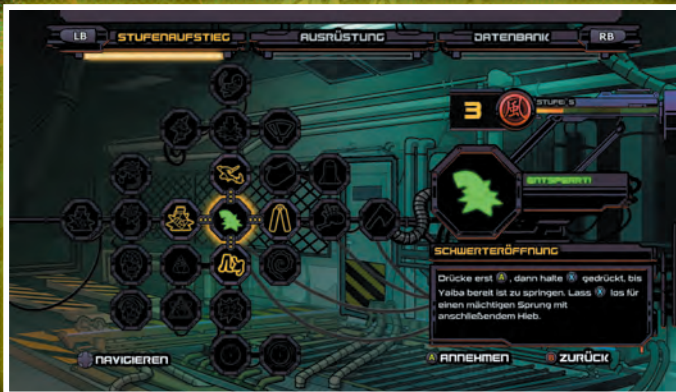 LB STUFENAUFSTIEG AUSRÜSTUNG DATENBANK RB
3 風 STUFE 5
ENTSPERRT!
SCHWERTERÖFFNUNG
Drücke erst A, dann halte X gedrückt, bis
Yaiba bereit ist zu springen. Lass X los für
einen mächtigen Sprung mit
anschließendem Hieb.
NAVIGIEREN A ANNEHMEN B ZURÜCK